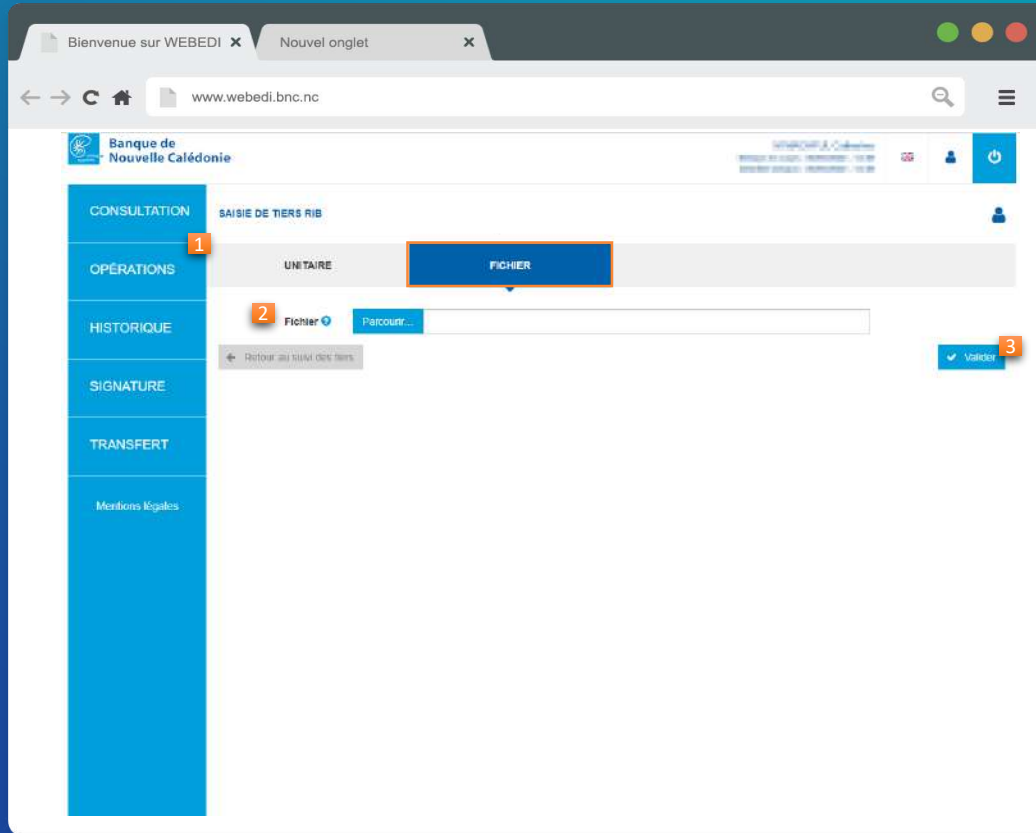 Bienvenue sur WEBEDI
Nouvel onglet
www.webedi.bnc.nc
Banque de
Nouvelle Calédonie
CONSULTATION
SAISIE DE TIERS RIB
1
OPÉRATIONS
UNITAIRE
FICHIER
2
Fichier
Parcourir...
HISTORIQUE
Retour au suivi des tiers
Valider
3
SIGNATURE
TRANSFERT
Mentions légales